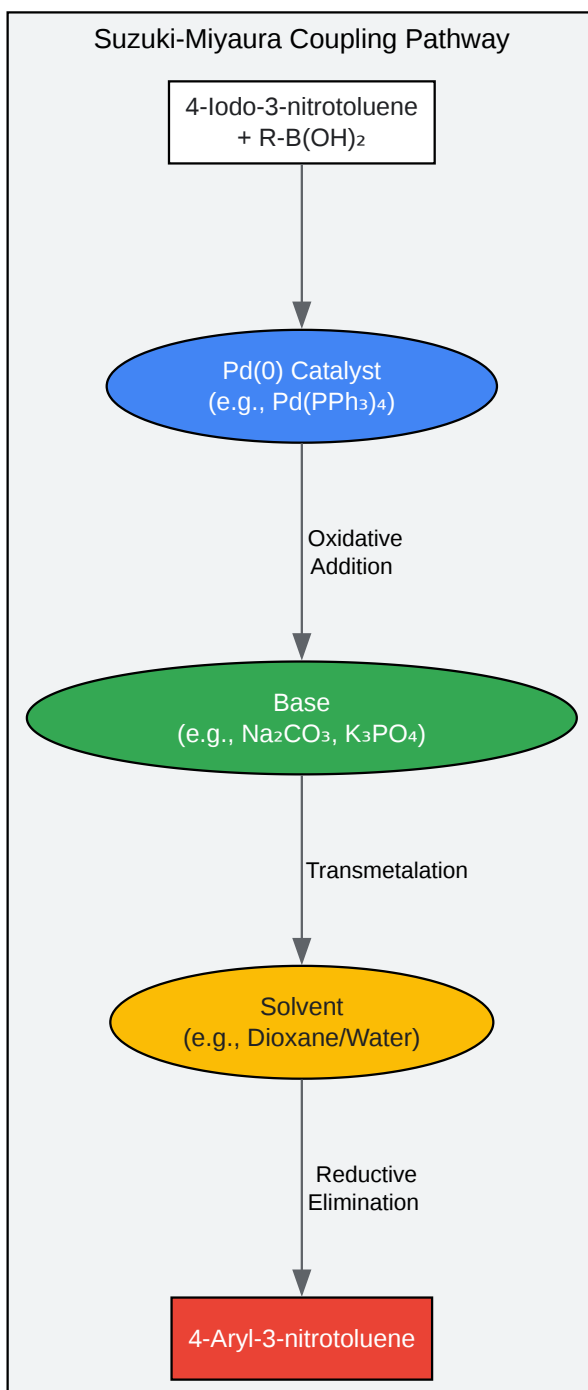 Suzuki-Miyaura Coupling Pathway
4-Iodo-3-nitrotoluene
+ R-B(OH)₂
Pd(0) Catalyst
(e.g., Pd(PPh₃)₄)
Oxidative
Addition
Base
(e.g., Na₂CO₃, K₃PO₄)
Transmetalation
Solvent
(e.g., Dioxane/Water)
Reductive
Elimination
4-Aryl-3-nitrotoluene